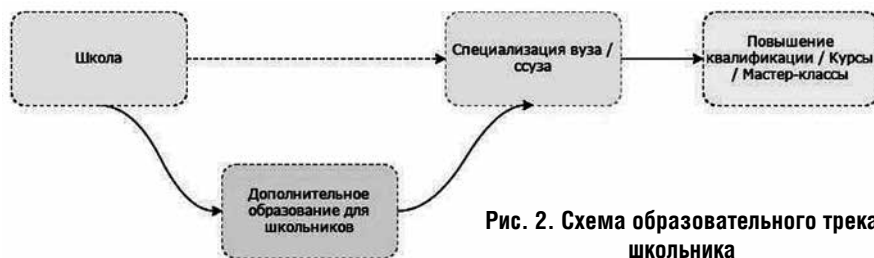 Школа
Специализация вуза /
ссуза
Повышение
квалификации / Курсы
/ Мастер-классы
Дополнительное
образование для
школьников
Рис. 2. Схема образовательного трека
школьника